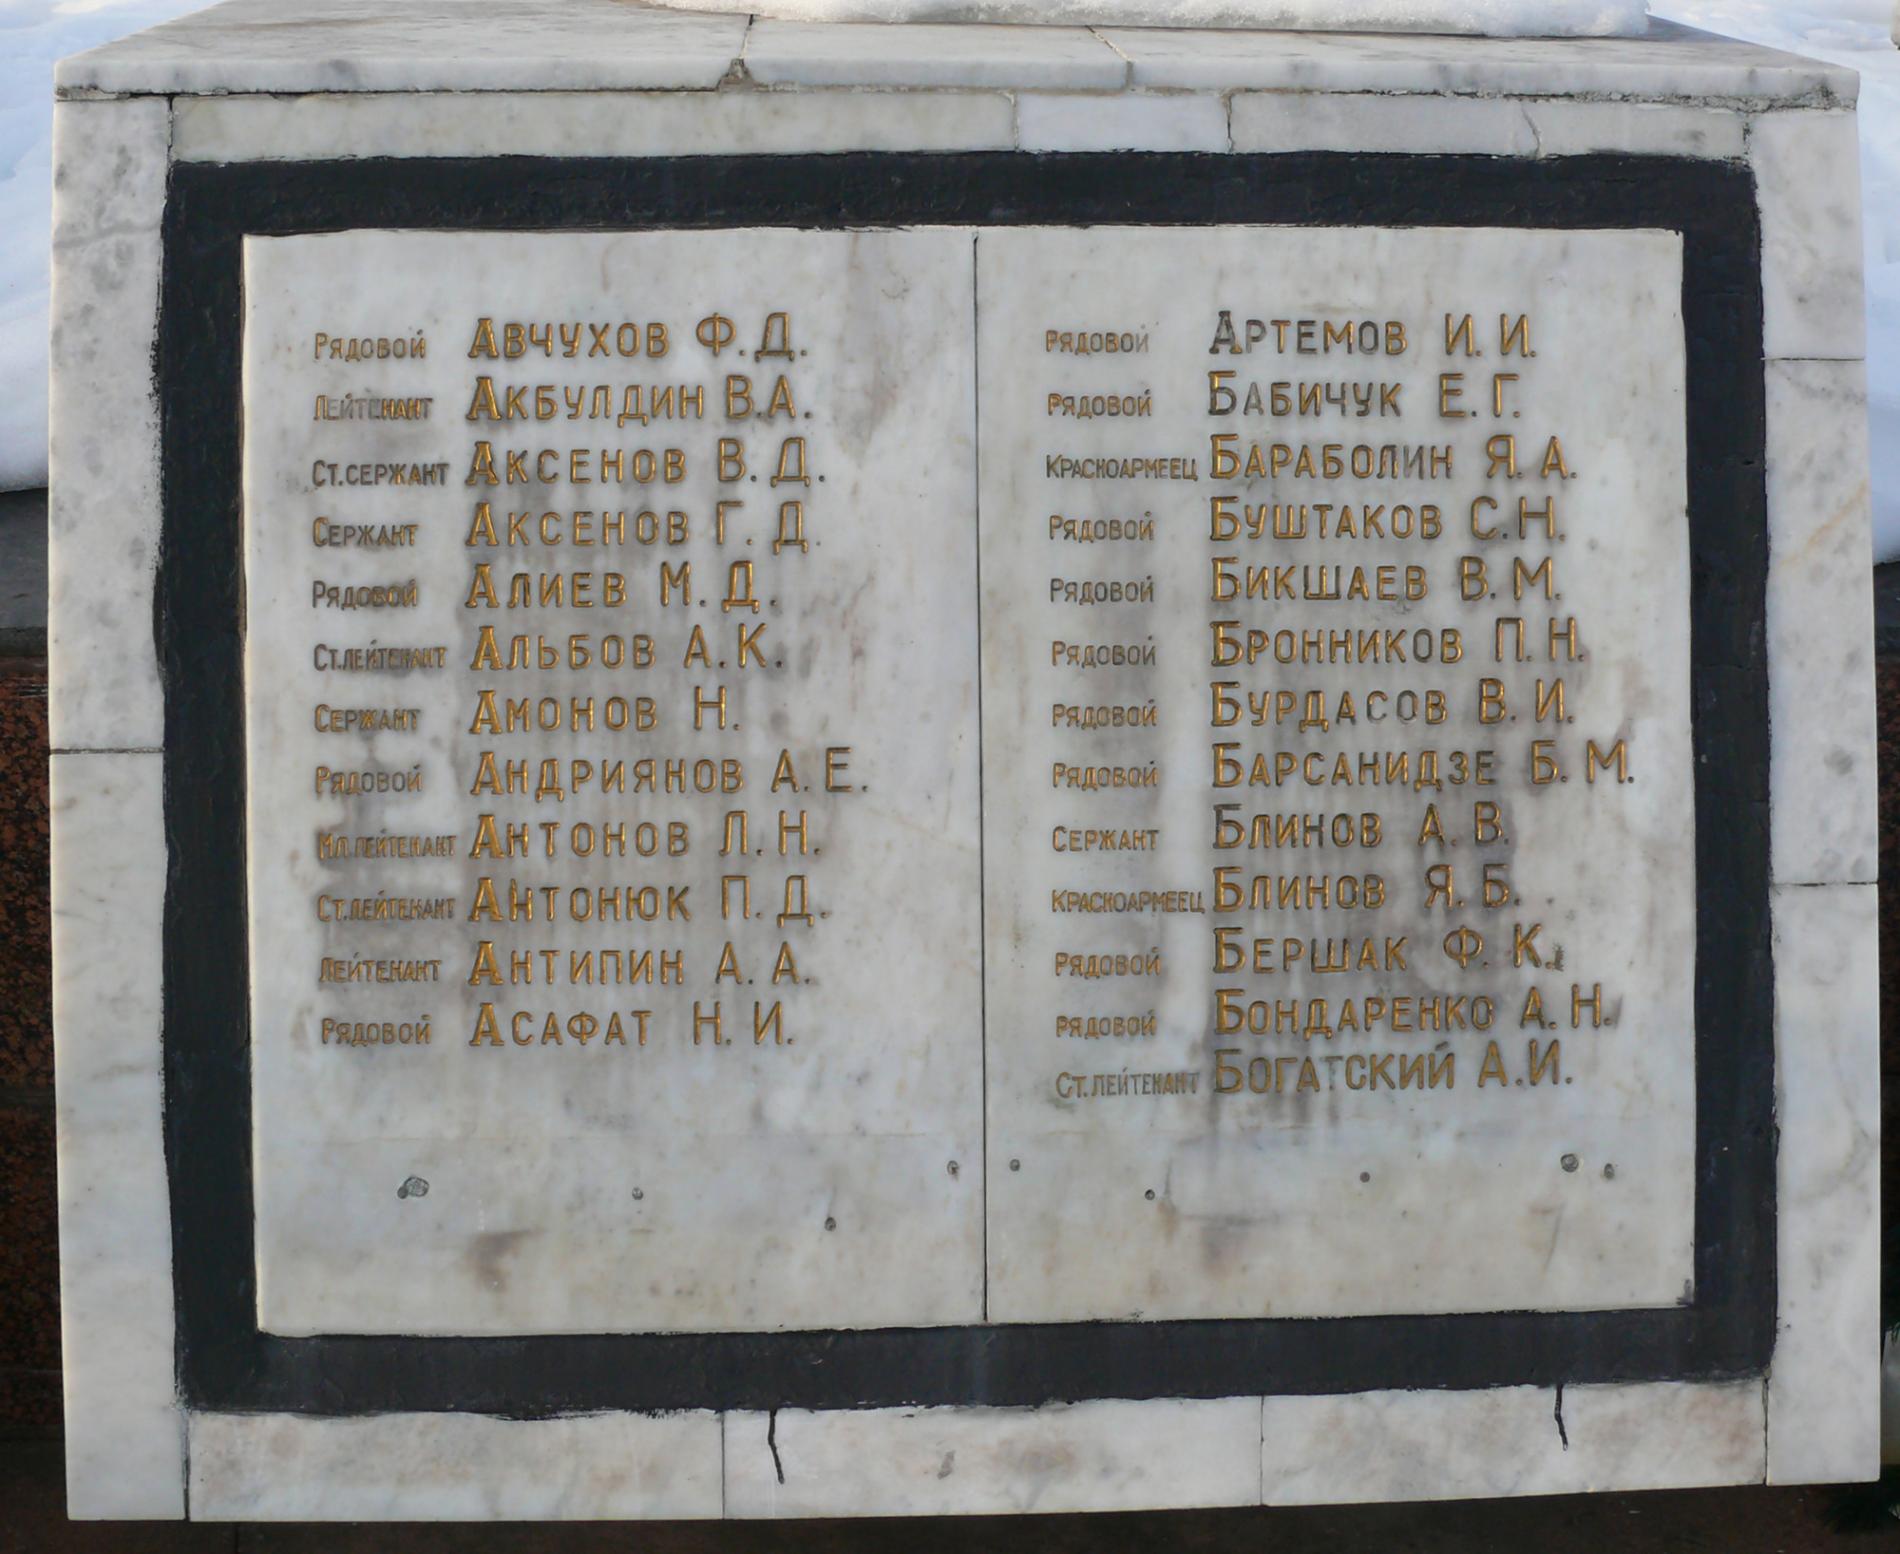 Рядовой Авчухов Ф.Д.
Лейтенант Акбулдин В.А.
Ст.сержант Аксенов В.Д.
Сержант Аксенов Г.Д.
Рядовой Алиев М.Д.
Ст.лейтенант Альбов А.К.
Сержант Амонов Н.
Рядовой Андриянов А.Е.
Мл.лейтенант Антонов Л.Н.
Ст.лейтенант Антонюк П.Д.
Лейтенант Антипин А.А.
Рядовой Асафат Н.И.
Рядовой Артемов И.И.
Рядовой Бабичук Е.Г.
Красноармеец Бараболин Я.А.
Рядовой Буштаков С.Н.
Рядовой Бикшаев В.М.
Рядовой Бронников П.Н.
Рядовой Бурдасов В.И.
Рядовой Барсанидзе Б.М.
Сержант Блинов А.В.
Красноармеец Блинов Я.Б.
Рядовой Бершак Ф.К.
Рядовой Бондаренко А.Н.
Ст.лейтенант Богатский А.И.